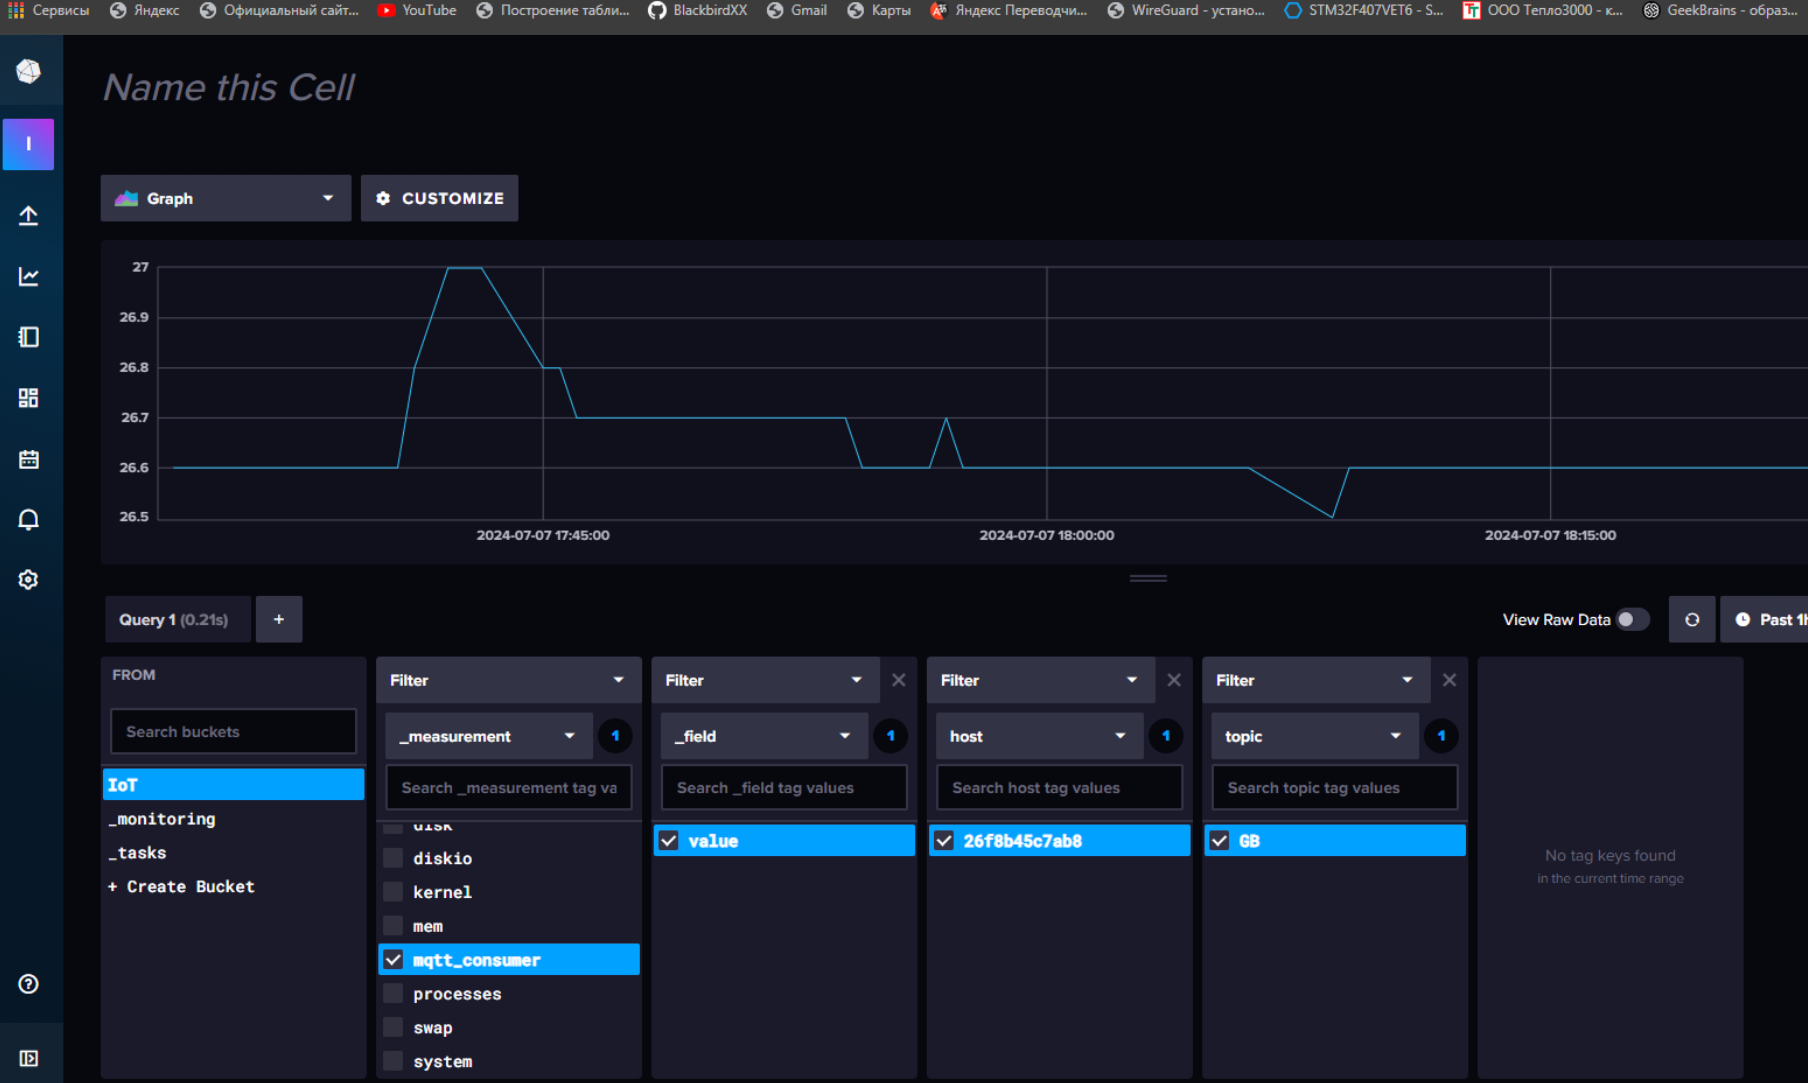 Сервисы Яндекс Официальный сайт... YouTube Построение табли... BlackbirdXX Gmail Карты Яндекс Переводчи... WireGuard - устано... STM32F407VET6 - S... ООО Тепло3000 - к... GeekBrains - образ...
Name this Cell
I
Graph CUSTOMIZE
27
26.9
26.8
26.7
26.6
26.5
2024-07-07 17:45:00 2024-07-07 18:00:00 2024-07-07 18:15:00
Query 1 (0.21s) + View Raw Data Past 1h
FROM
Search buckets
IoT
_monitoring
_tasks
+ Create Bucket
Filter
_measurement 1
Search _measurement tag va
disk
diskio
kernel
mem
mqtt_consumer
processes
swap
system
Filter
_field 1
Search _field tag values
value
Filter
host 1
Search host tag values
26f8b45c7ab8
Filter
topic 1
Search topic tag values
GB
No tag keys found
in the current time range